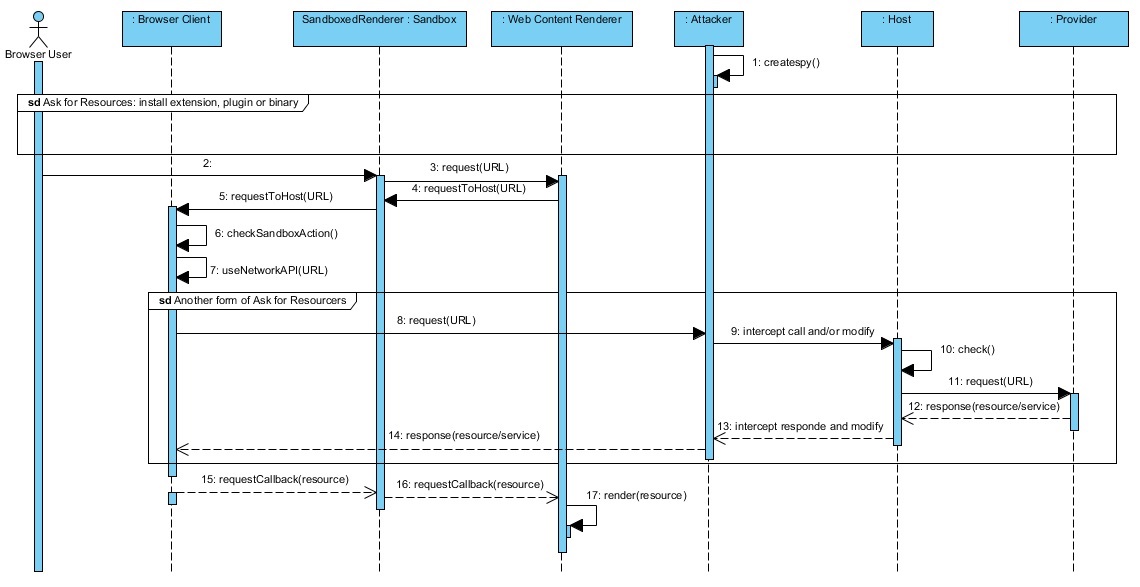 : Browser Client
SandboxedRenderer : Sandbox
: Web Content Renderer
: Attacker
: Host
: Provider
Browser User
1: createspy()
sd Ask for Resources: install extension, plugin or binary
2:
3: request(URL)
4: requestToHost(URL)
5: requestToHost(URL)
6: checkSandboxAction()
7: useNetworkAPI(URL)
sd Another form of Ask for Resourcers
8: request(URL)
9: intercept call and/or modify
10: check()
11: request(URL)
12: response(resource/service)
13: intercept responde and modify
14: response(resource/service)
15: requestCallback(resource)
16: requestCallback(resource)
17: render(resource)